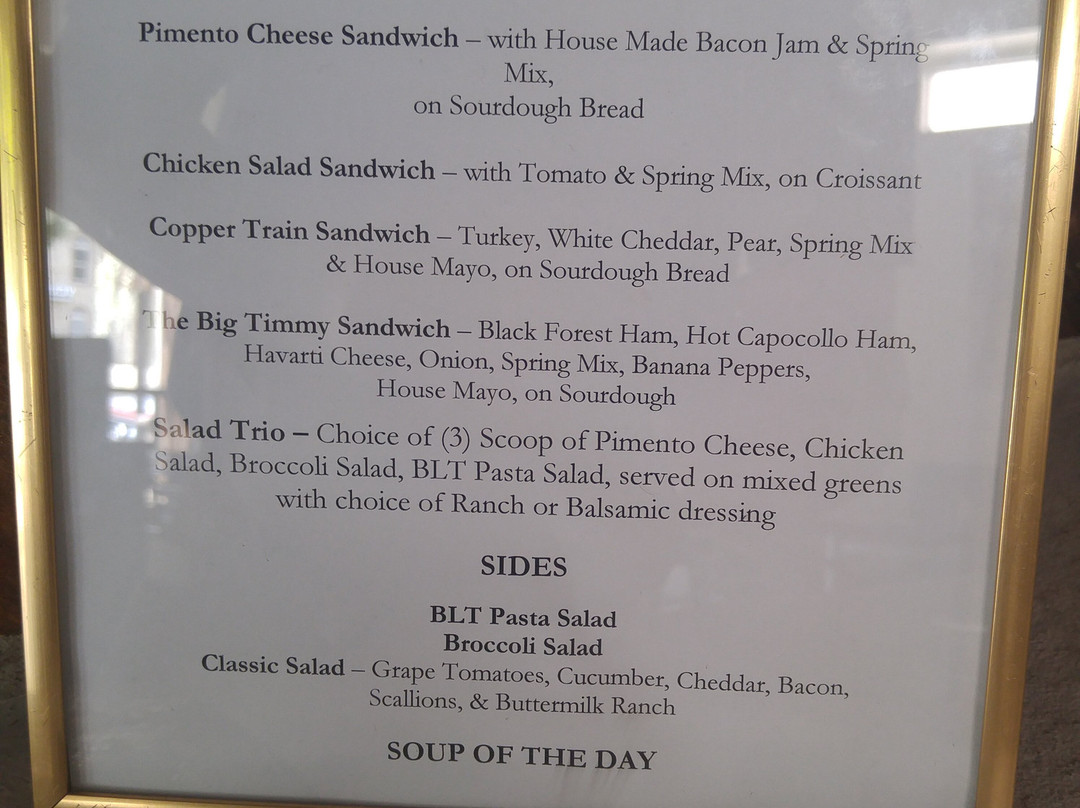 Pimento Cheese Sandwich – with House Made Bacon Jam & Spring
Mix,
on Sourdough Bread
Chicken Salad Sandwich – with Tomato & Spring Mix, on Croissant
Copper Train Sandwich – Turkey, White Cheddar, Pear, Spring Mix
& House Mayo, on Sourdough Bread
The Big Timmy Sandwich – Black Forest Ham, Hot Capocollo Ham,
Havarti Cheese, Onion, Spring Mix, Banana Peppers,
House Mayo, on Sourdough
Salad Trio – Choice of (3) Scoop of Pimento Cheese, Chicken
Salad, Broccoli Salad, BLT Pasta Salad, served on mixed greens
with choice of Ranch or Balsamic dressing
SIDES
BLT Pasta Salad
Broccoli Salad
Classic Salad – Grape Tomatoes, Cucumber, Cheddar, Bacon,
Scallions, & Buttermilk Ranch
SOUP OF THE DAY